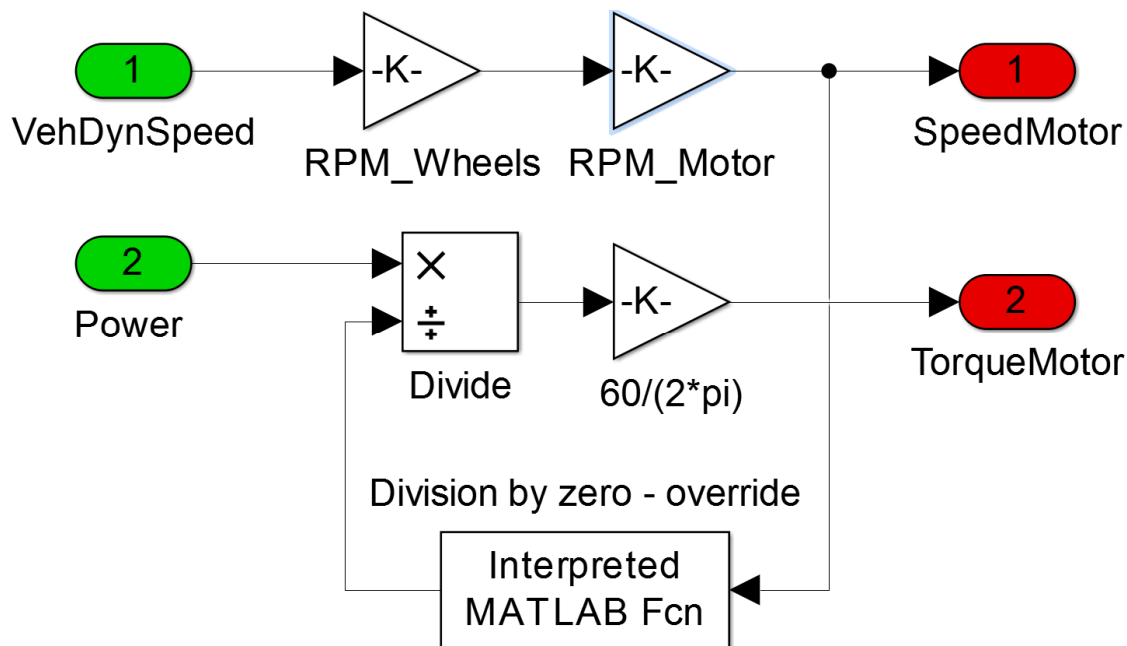 1
-K-
-K-
1
VehDynSpeed
RPM_Wheels
RPM_Motor
SpeedMotor
2
×
÷
-K-
2
Power
Divide
60/(2*pi)
TorqueMotor
Division by zero - override
Interpreted
MATLAB Fcn